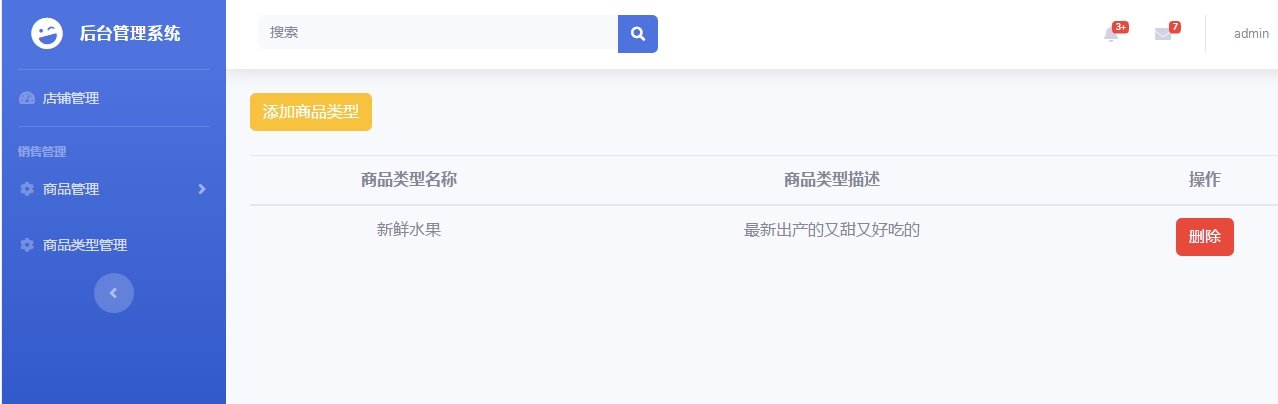 后台管理系统
搜索
3+
7
admin
店铺管理
销售管理
商品管理
商品类型管理
添加商品类型
商品类型名称 商品类型描述 操作
新鲜水果 最新出产的又甜又好吃的 删除